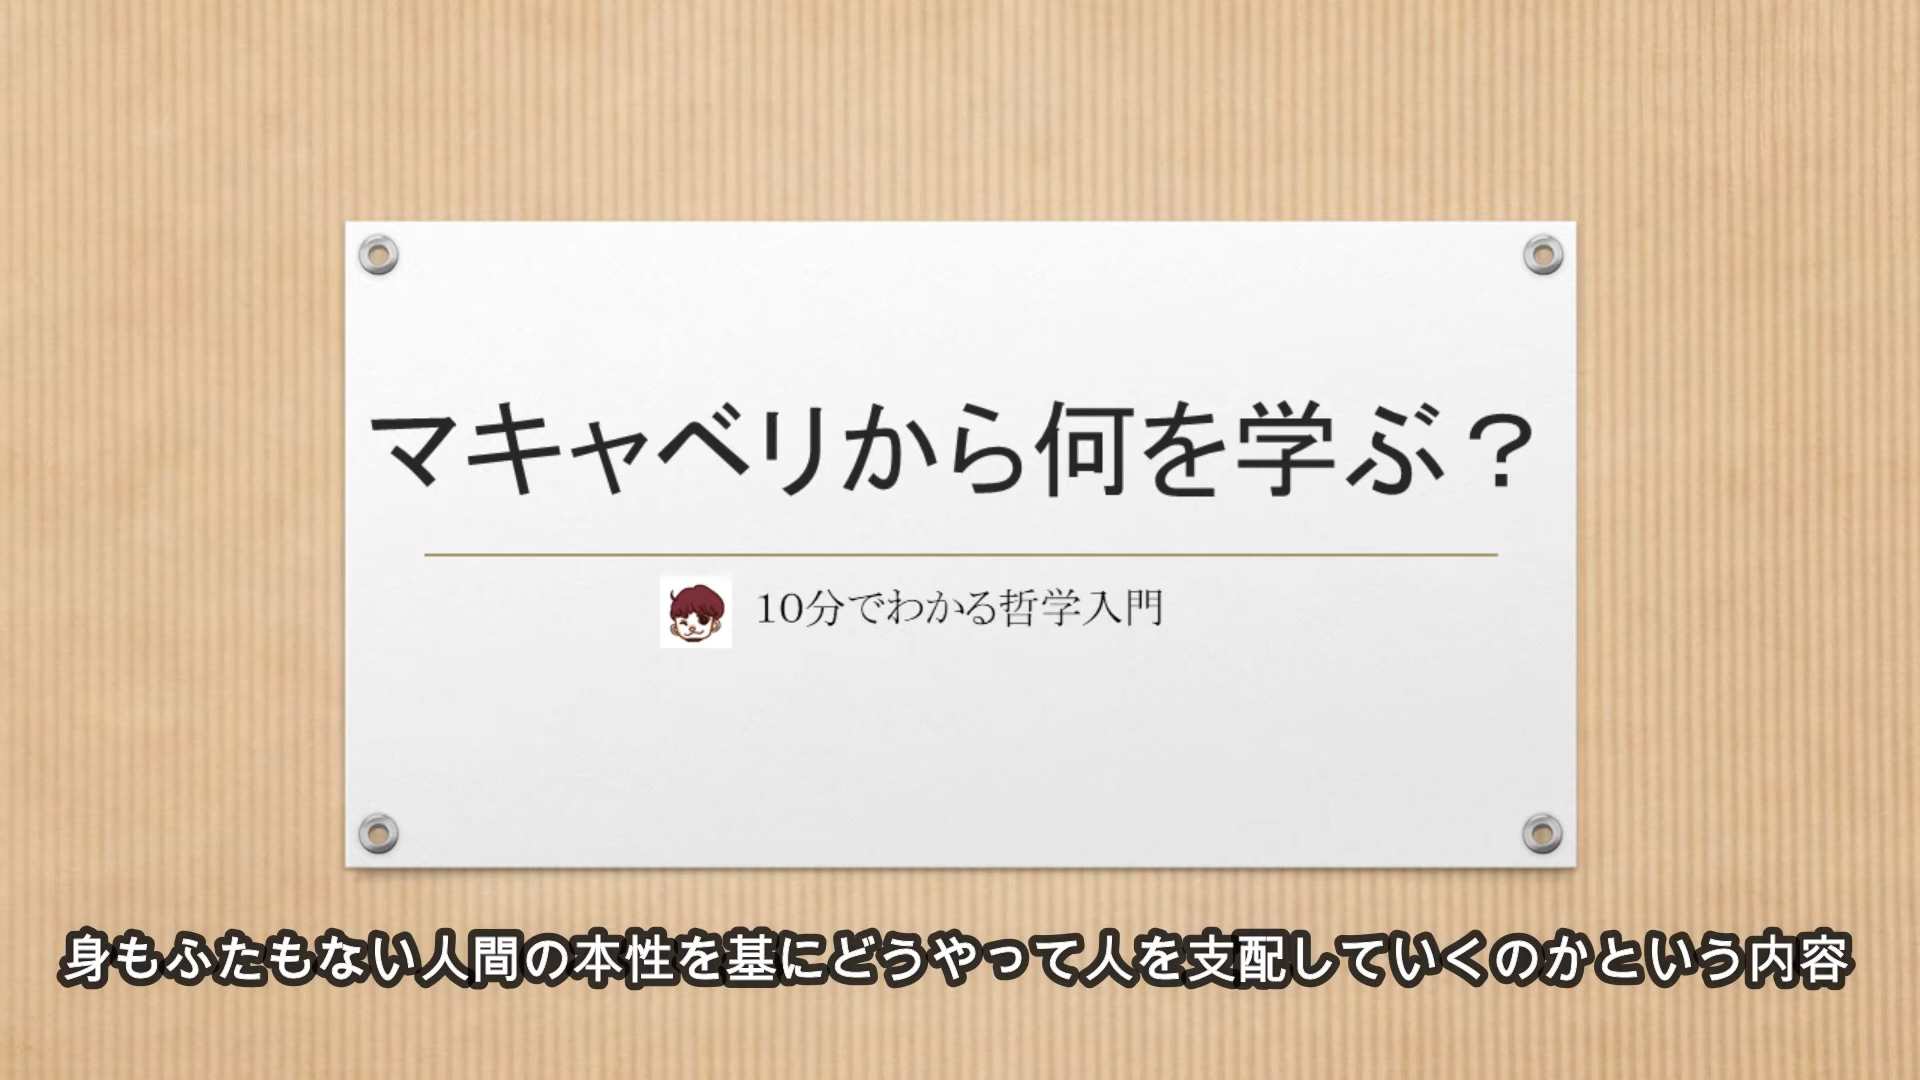 マキャベリから何を学ぶ？
10分でわかる哲学入門
身もふたもない人間の本性を基にどうやって人を支配していくのかという内容